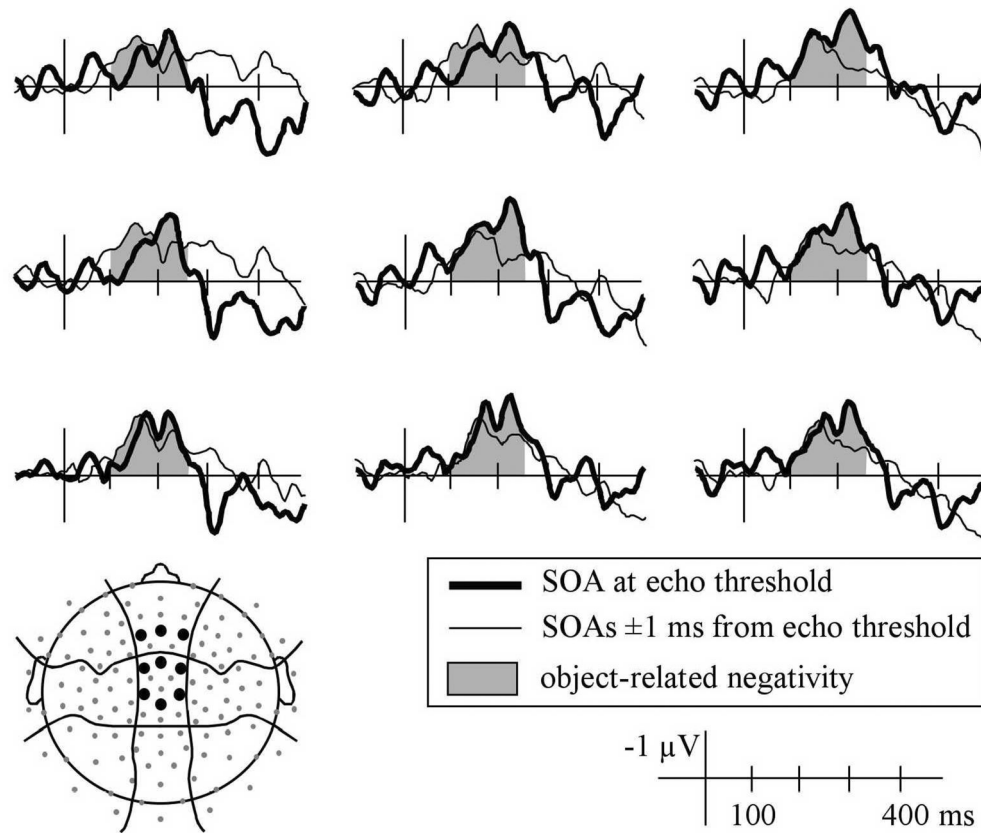 SOA at echo threshold
SOAs ±1 ms from echo threshold
object-related negativity
-1 μV
100
400 ms